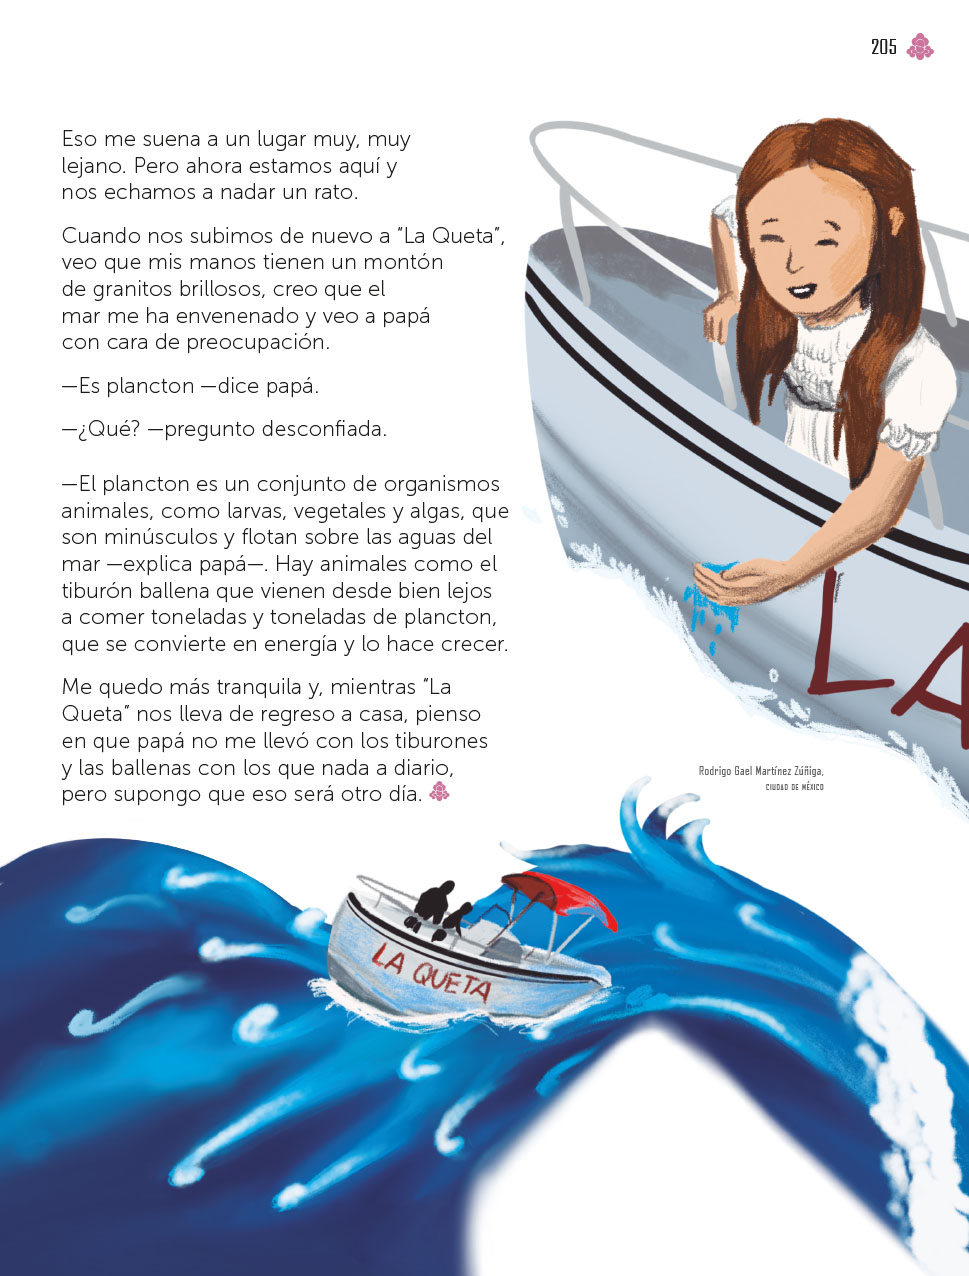 205
Eso me suena a un lugar muy, muy
lejano. Pero ahora estamos aquí y
nos echamos a nadar un rato.
Cuando nos subimos de nuevo a “La Queta”,
veo que mis manos tienen un montón
de granitos brillosos, creo que el
mar me ha envenenado y veo a papá
con cara de preocupación.
—Es plancton —dice papá.
—¿Qué? —pregunto desconfiada.
—El plancton es un conjunto de organismos
animales, como larvas, vegetales y algas, que
son minúsculos y flotan sobre las aguas del
mar —explica papá—. Hay animales como el
tiburón ballena que vienen desde bien lejos
a comer toneladas y toneladas de plancton,
que se convierte en energía y lo hace crecer.
Me quedo más tranquila y, mientras “La
Queta” nos lleva de regreso a casa, pienso
en que papá no me llevó con los tiburones
y las ballenas con los que nada a diario,
pero supongo que eso será otro día.
LA
Rodrigo Gael Martínez Zúñiga,
CIUDAD DE MÉXICO
LA QUETA